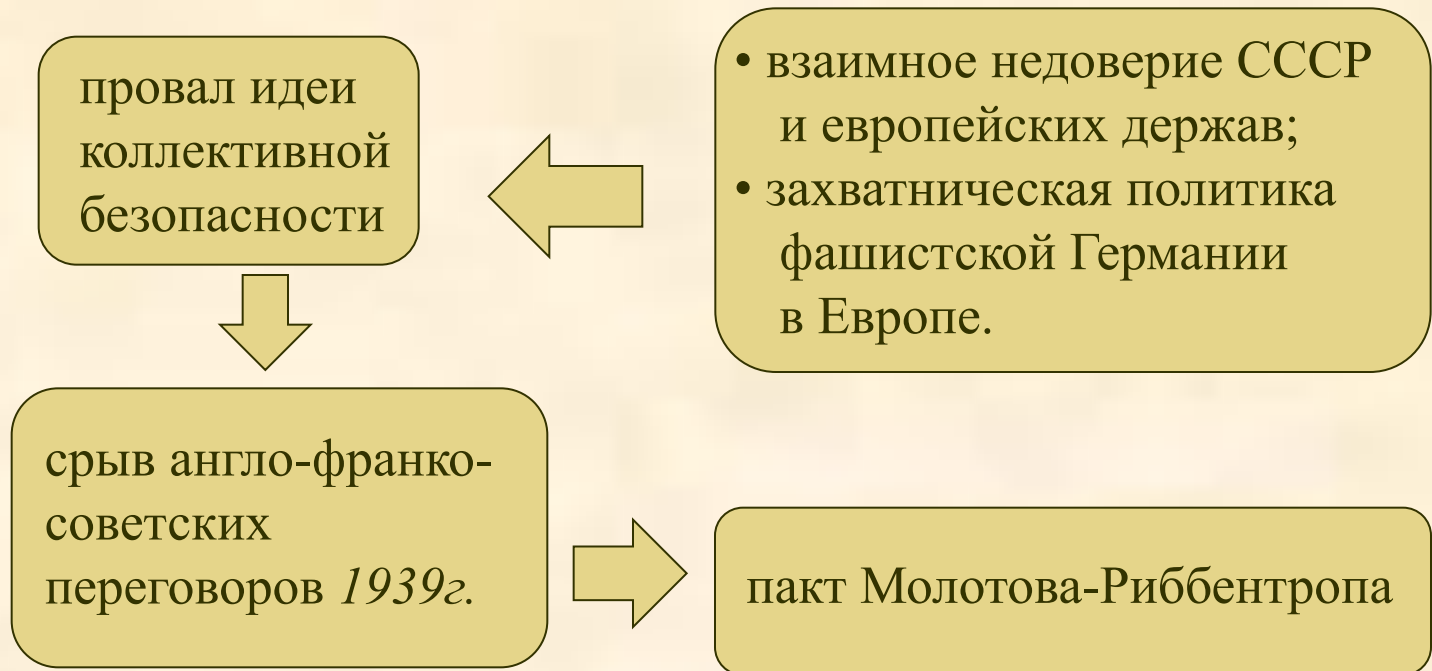 провал идеи
коллективной
безопасности
• взаимное недоверие СССР
и европейских держав;
• захватническая политика
фашистской Германии
в Европе.
срыв англо-франко-
советских
переговоров 1939г.
пакт Молотова-Риббентропа